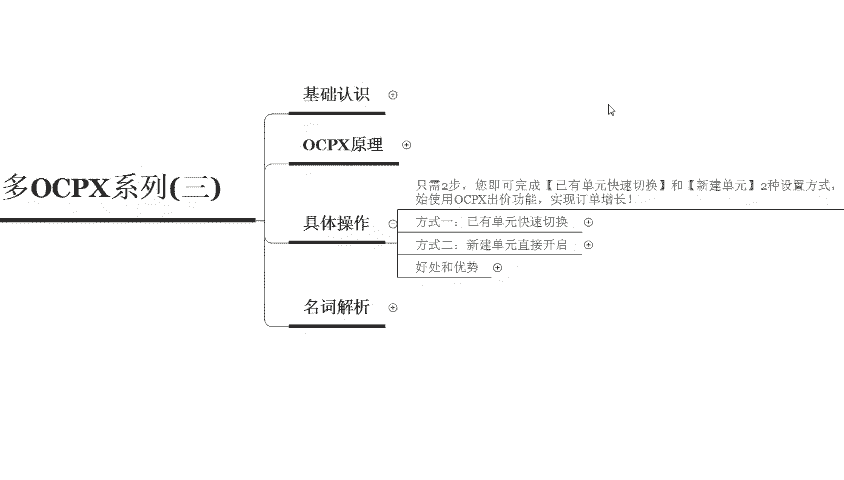 基础认识
OCPX原理
多OCPX系列(三)
只需2步，您即可完成【已有单元快速切换】和【新建单元】2种设置方式，
始使用OCPX出价功能，实现订单增长！
具体操作
方式一：已有单元快速切换
方式二：新建单元直接开启
好处和优势
名词解析